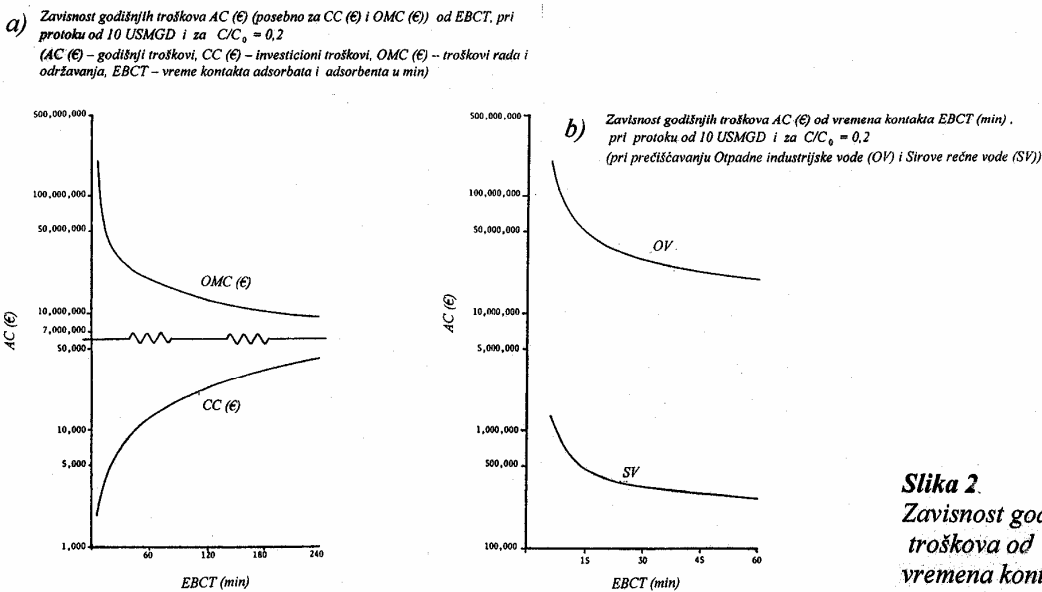 a)
Zavisnost godišnjih troškova AC (€) (posebno za CC (€) i OMC (€)) od EBCT, pri
protoku od 10 USMGD i za C/C₀ = 0,2
(AC (€) – godišnji troškovi, CC (€) – investicioni troškovi, OMC (€) -- troškovi rada i
održavanja, EBCT – vreme kontakta adsorbata i adsorbenta u min)
500,000,000
100,000,000
50,000,000
10,000,000
7,000,000
50,000
10,000
5,000
1,000
AC (€)
OMC (€)
CC (€)
60
120
180
240
EBCT (min)
b)
Zavisnost godišnjih troškova AC (€) od vremena kontakta EBCT (min) ,
pri protoku od 10 USMGD i za C/C₀ = 0,2
(pri prečišćavanju Otpadne industrijske vode (OV) i Sirove rečne vode (SV))
500,000,000
100,000,000
50,000,000
10,000,000
5,000,000
1,000,000
500,000
100,000
AC (€)
OV
SV
15
30
45
60
EBCT (min)
Slika 2.
Zavisnost god
troškova od
vremena kont